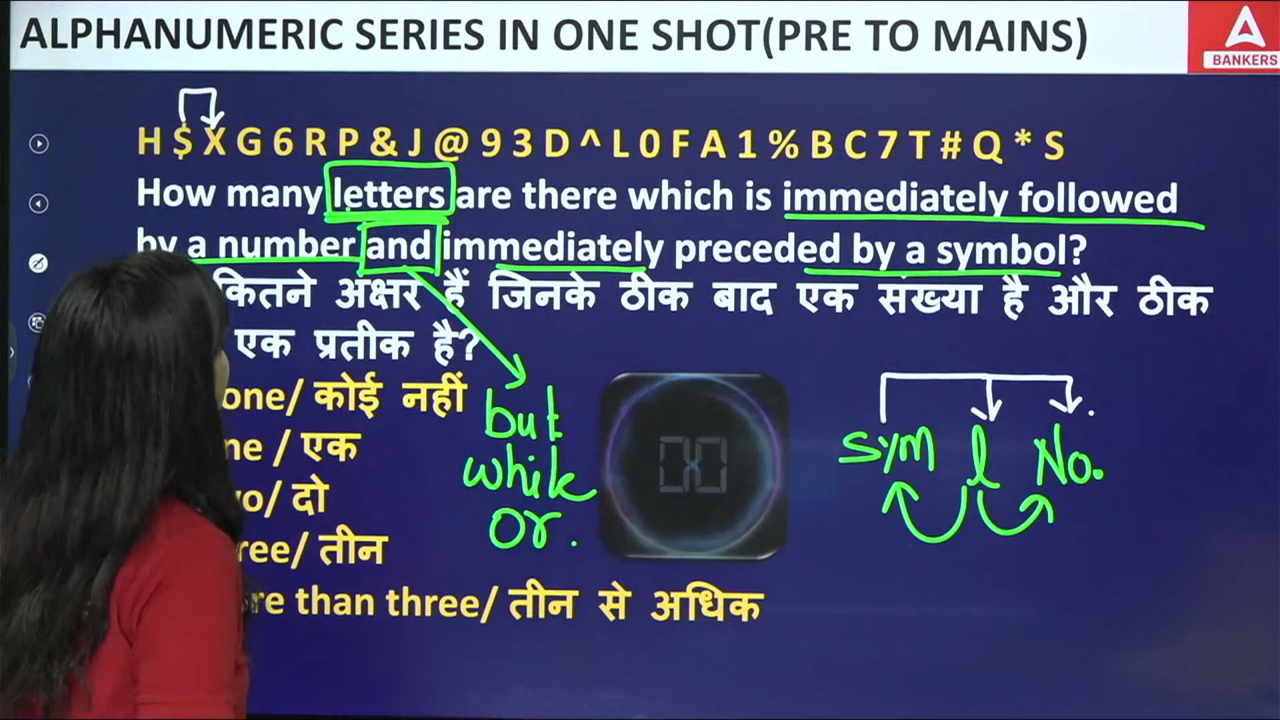 ALPHANUMERIC SERIES IN ONE SHOT(PRE TO MAINS)
BANKERS
H $ X G 6 R P & J @ 9 3 D ^ L 0 F A 1 % B C 7 T # Q * S
How many letters are there which is immediately followed
by a number and immediately preceded by a symbol?
कितने अक्षर हैं जिनके ठीक बाद एक संख्या है और ठीक
एक प्रतीक है?
one/ कोई नहीं
ne / एक
o/ दो
ree/ तीन
re than three/ तीन से अधिक
but
while
or.
00
sym l No.